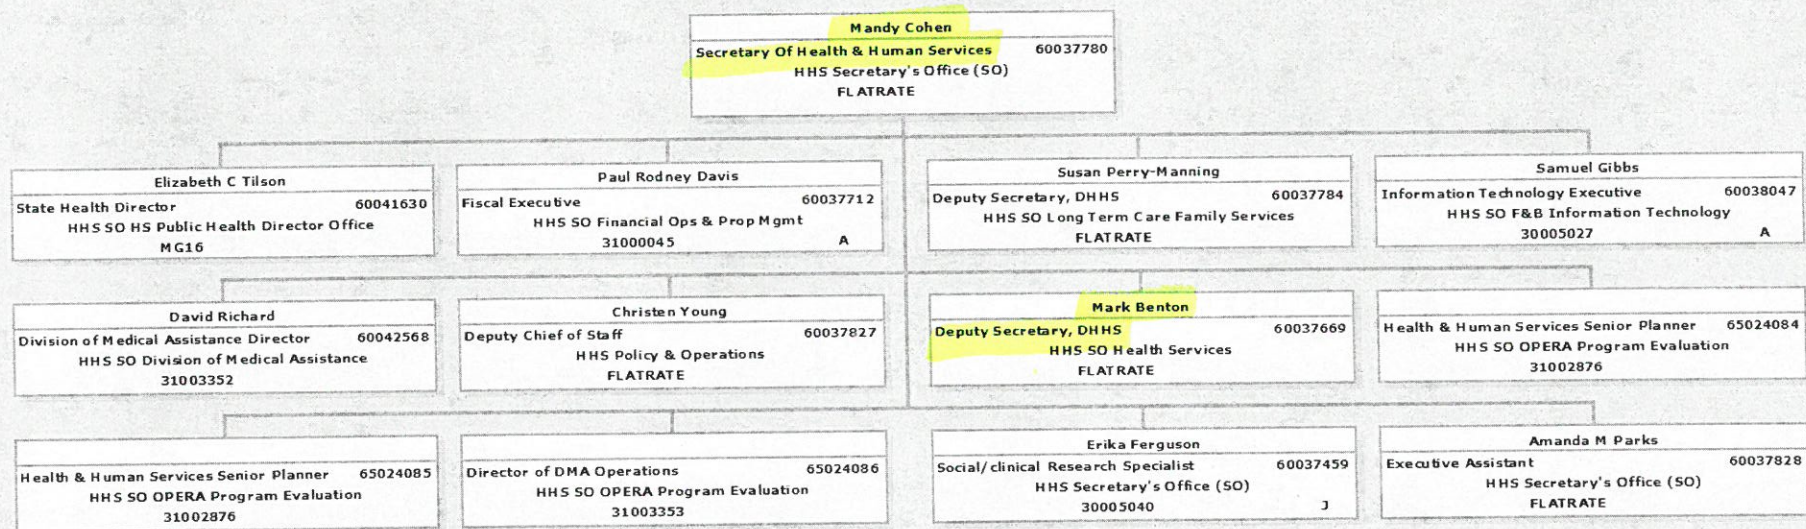 Mandy Cohen
Secretary Of Health & Human Services 60037780
HHS Secretary's Office (SO)
FLATRATE
Elizabeth C Tilson
State Health Director 60041630
HHS SO HS Public Health Director Office
MG16
Paul Rodney Davis
Fiscal Executive 60037712
HHS SO Financial Ops & Prop Mgmt
31000045 A
Susan Perry-Manning
Deputy Secretary, DHHS 60037784
HHS SO Long Term Care Family Services
FLATRATE
Samuel Gibbs
Information Technology Executive 60038047
HHS SO F&B Information Technology
30005027 A
David Richard
Division of Medical Assistance Director 60042568
HHS SO Division of Medical Assistance
31003352
Christen Young
Deputy Chief of Staff 60037827
HHS Policy & Operations
FLATRATE
Mark Benton
Deputy Secretary, DHHS 60037669
HHS SO Health Services
FLATRATE
Health & Human Services Senior Planner 65024084
HHS SO OPERA Program Evaluation
31002876
Health & Human Services Senior Planner 65024085
HHS SO OPERA Program Evaluation
31002876
Director of DMA Operations 65024086
HHS SO OPERA Program Evaluation
31003353
Erika Ferguson
Social/clinical Research Specialist 60037459
HHS Secretary's Office (SO)
30005040 J
Amanda M Parks
Executive Assistant 60037828
HHS Secretary's Office (SO)
FLATRATE